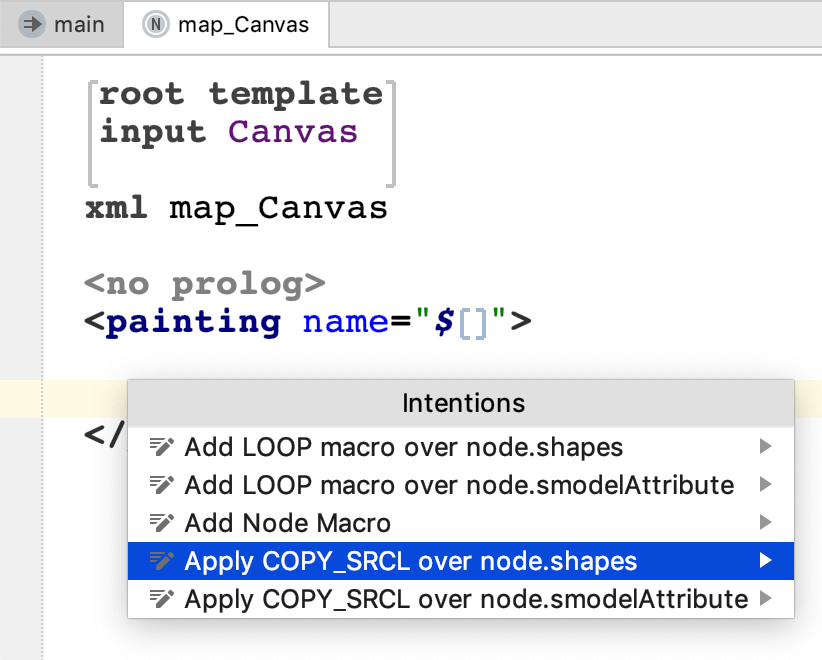 main
N map_Canvas
root template
input Canvas
xml map_Canvas
<no prolog>
<painting name="$[]">
</
Intentions
Add LOOP macro over node.shapes
Add LOOP macro over node.smodelAttribute
Add Node Macro
Apply COPY_SRCL over node.shapes
Apply COPY_SRCL over node.smodelAttribute